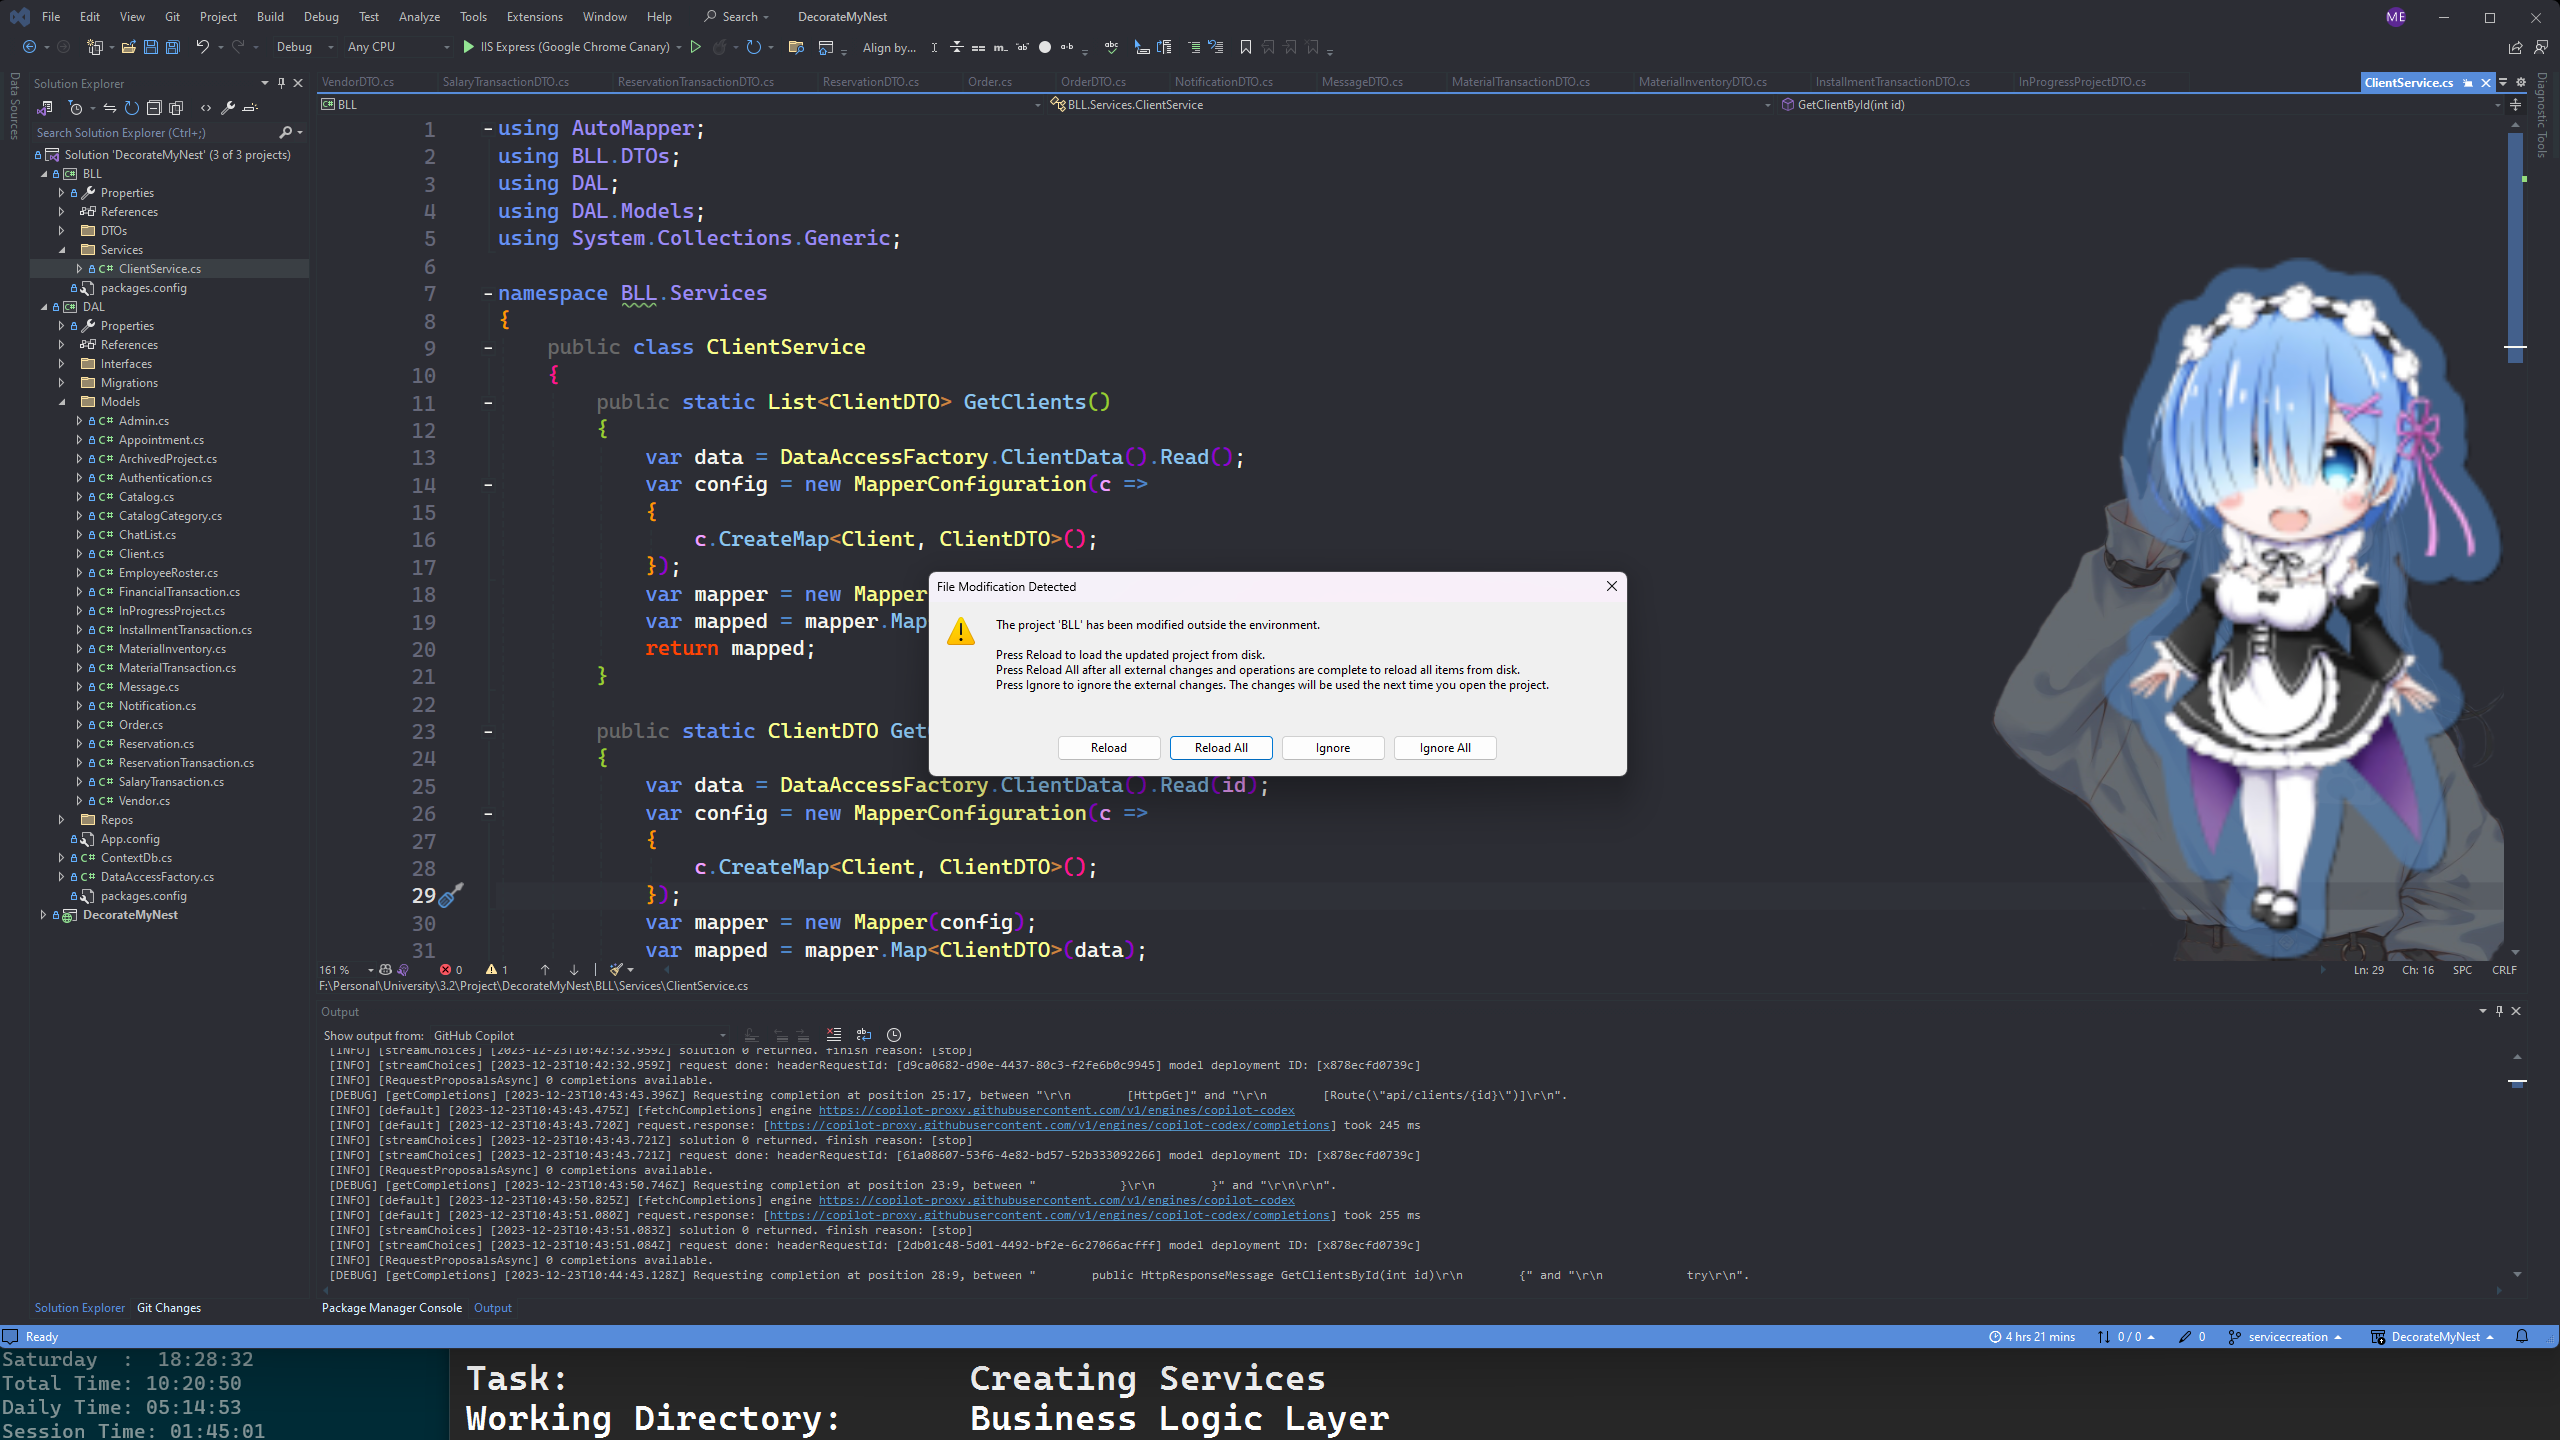 File Edit View Git Project Build Debug Test Analyze Tools Extensions Window Help Search DecorateMyNest ME
Debug Any CPU IIS Express (Google Chrome Canary) Align by...
Data Sources
Solution Explorer
Search Solution Explorer (Ctrl+;)
Solution 'DecorateMyNest' (3 of 3 projects)
BLL
Properties
References
DTOs
Services
C# ClientService.cs
packages.config
DAL
Properties
References
Interfaces
Migrations
Models
C# Admin.cs
C# Appointment.cs
C# ArchivedProject.cs
C# Authentication.cs
C# Catalog.cs
C# CatalogCategory.cs
C# ChatList.cs
C# Client.cs
C# EmployeeRoster.cs
C# FinancialTransaction.cs
C# InProgressProject.cs
C# InstallmentTransaction.cs
C# MaterialInventory.cs
C# MaterialTransaction.cs
C# Message.cs
C# Notification.cs
C# Order.cs
C# Reservation.cs
C# ReservationTransaction.cs
C# SalaryTransaction.cs
C# Vendor.cs
Repos
App.config
C# ContextDb.cs
C# DataAccessFactory.cs
packages.config
DecorateMyNest
Solution Explorer Git Changes
VendorDTO.cs SalaryTransactionDTO.cs ReservationTransactionDTO.cs ReservationDTO.cs Order.cs OrderDTO.cs NotificationDTO.cs MessageDTO.cs MaterialTransactionDTO.cs MaterialInventoryDTO.cs InstallmentTransactionDTO.cs InProgressProjectDTO.cs ClientService.cs
BLL BLL.Services.ClientService GetClientById(int id)
1 using AutoMapper;
2 using BLL.DTOs;
3 using DAL;
4 using DAL.Models;
5 using System.Collections.Generic;
6
7 namespace BLL.Services
8 {
9 public class ClientService
10 {
11 public static List<ClientDTO> GetClients()
12 {
13 var data = DataAccessFactory.ClientData().Read();
14 var config = new MapperConfiguration(c =>
15 {
16 c.CreateMap<Client, ClientDTO>();
17 });
18 var mapper = new Mapper
19 var mapped = mapper.Map
20 return mapped;
21 }
22
23 public static ClientDTO Get
24 {
25 var data = DataAccessFactory.ClientData().Read(id);
26 var config = new MapperConfiguration(c =>
27 {
28 c.CreateMap<Client, ClientDTO>();
29 });
30 var mapper = new Mapper(config);
31 var mapped = mapper.Map<ClientDTO>(data);
File Modification Detected
The project 'BLL' has been modified outside the environment.
Press Reload to load the updated project from disk.
Press Reload All after all external changes and operations are complete to reload all items from disk.
Press Ignore to ignore the external changes. The changes will be used the next time you open the project.
Reload Reload All Ignore Ignore All
Diagnostic Tools
161 % 0 1 Ln: 29 Ch: 16 SPC CRLF
F:\Personal\University\3.2\Project\DecorateMyNest\BLL\Services\ClientService.cs
Output
Show output from: GitHub Copilot
[INFO] [streamChoices] [2023-12-23T10:42:32.959Z] solution 0 returned. finish reason: [stop]
[INFO] [streamChoices] [2023-12-23T10:42:32.959Z] request done: headerRequestId: [d9ca0682-d90e-4437-80c3-f2fe6b0c9945] model deployment ID: [x878ecfd0739c]
[INFO] [RequestProposalsAsync] 0 completions available.
[DEBUG] [getCompletions] [2023-12-23T10:43:43.396Z] Requesting completion at position 25:17, between "\r\n [HttpGet]" and "\r\n [Route(\"api/clients/{id}\")]\r\n".
[INFO] [default] [2023-12-23T10:43:43.475Z] [fetchCompletions] engine https://copilot-proxy.githubusercontent.com/v1/engines/copilot-codex
[INFO] [default] [2023-12-23T10:43:43.720Z] request.response: [https://copilot-proxy.githubusercontent.com/v1/engines/copilot-codex/completions] took 245 ms
[INFO] [streamChoices] [2023-12-23T10:43:43.721Z] solution 0 returned. finish reason: [stop]
[INFO] [streamChoices] [2023-12-23T10:43:43.721Z] request done: headerRequestId: [61a08607-53f6-4e82-bd57-52b333092266] model deployment ID: [x878ecfd0739c]
[INFO] [RequestProposalsAsync] 0 completions available.
[DEBUG] [getCompletions] [2023-12-23T10:43:50.746Z] Requesting completion at position 23:9, between " }\r\n }" and "\r\n\r\n".
[INFO] [default] [2023-12-23T10:43:50.825Z] [fetchCompletions] engine https://copilot-proxy.githubusercontent.com/v1/engines/copilot-codex
[INFO] [default] [2023-12-23T10:43:51.080Z] request.response: [https://copilot-proxy.githubusercontent.com/v1/engines/copilot-codex/completions] took 255 ms
[INFO] [streamChoices] [2023-12-23T10:43:51.083Z] solution 0 returned. finish reason: [stop]
[INFO] [streamChoices] [2023-12-23T10:43:51.084Z] request done: headerRequestId: [2db01c48-5d01-4492-bf2e-6c27066acfff] model deployment ID: [x878ecfd0739c]
[INFO] [RequestProposalsAsync] 0 completions available.
[DEBUG] [getCompletions] [2023-12-23T10:44:43.128Z] Requesting completion at position 28:9, between " public HttpResponseMessage GetClientsById(int id)\r\n {" and "\r\n try\r\n".
Package Manager Console Output
Ready 4 hrs 21 mins 0 / 0 0 servicecreation DecorateMyNest
Saturday : 18:28:32
Total Time: 10:20:50
Daily Time: 05:14:53
Session Time: 01:45:01
Task: Creating Services
Working Directory: Business Logic Layer